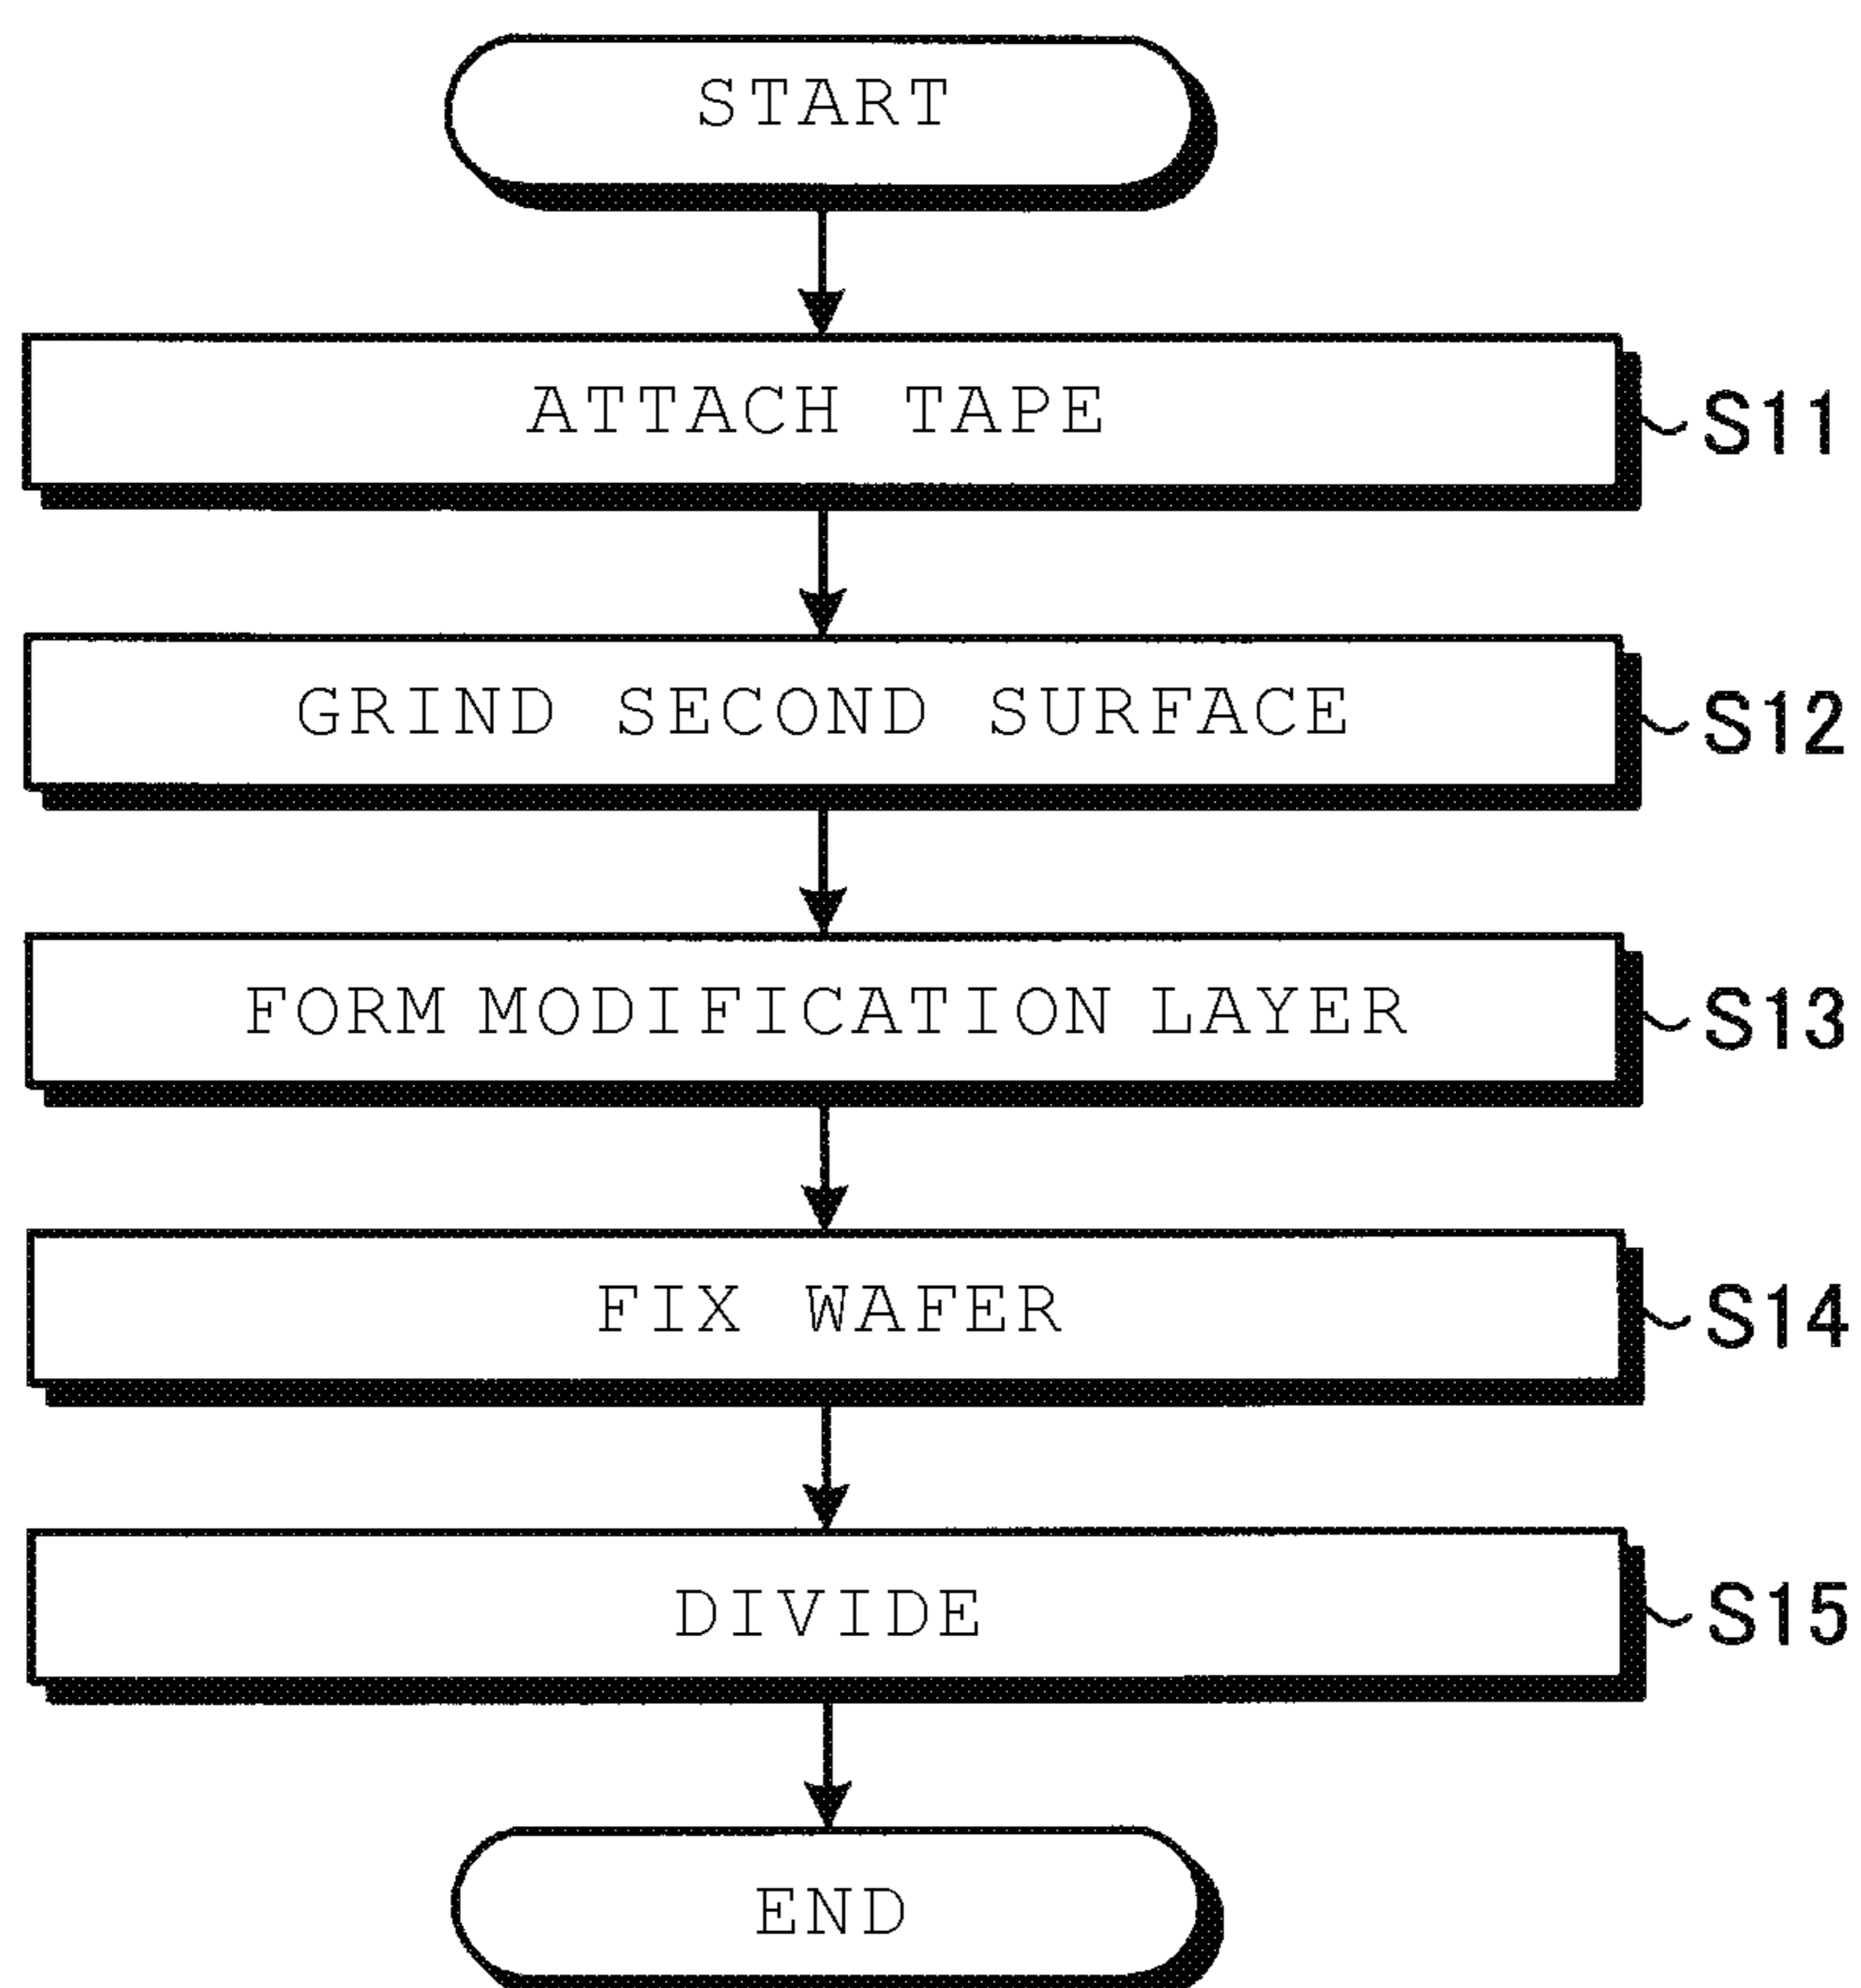 START
ATTACH TAPE
S11
GRIND SECOND SURFACE
S12
FORM MODIFICATION LAYER
S13
FIX WAFER
S14
DIVIDE
S15
END